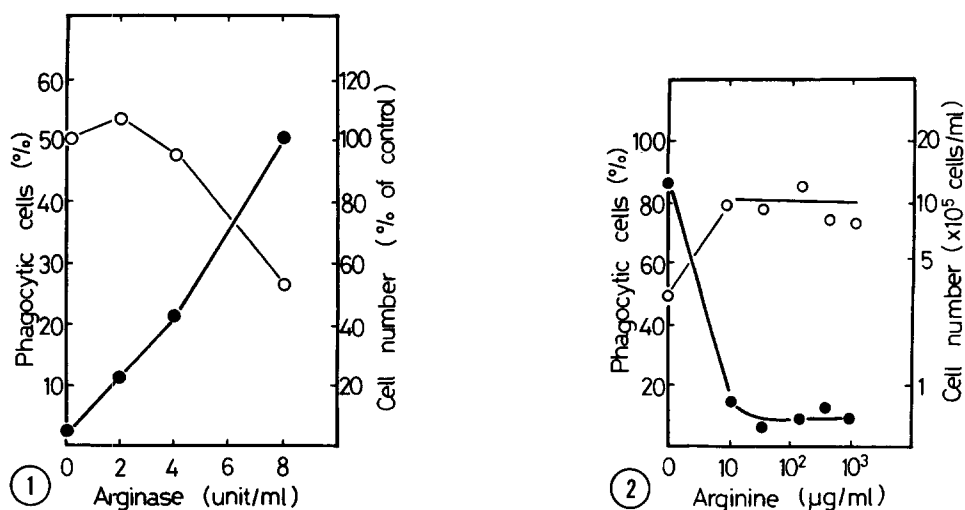 Phagocytic cells (%)
60
50
40
30
20
10
120
100
80
60
40
20
Cell number (% of control)
0 2 4 6 8
① Arginase (unit/ml)
Phagocytic cells (%)
100
80
60
40
20
20
10
5
1
Cell number (x10⁵ cells/ml)
0 10 10² 10³
② Arginine (μg/ml)